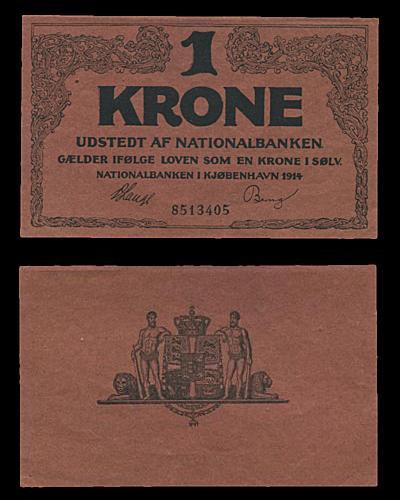 1
KRONE
UDSTEDT AF NATIONALBANKEN
GÆLDER IFØLGE LOVEN SOM EN KRONE I SØLV.
NATIONALBANKEN I KJØBENHAVN 1914
8513405